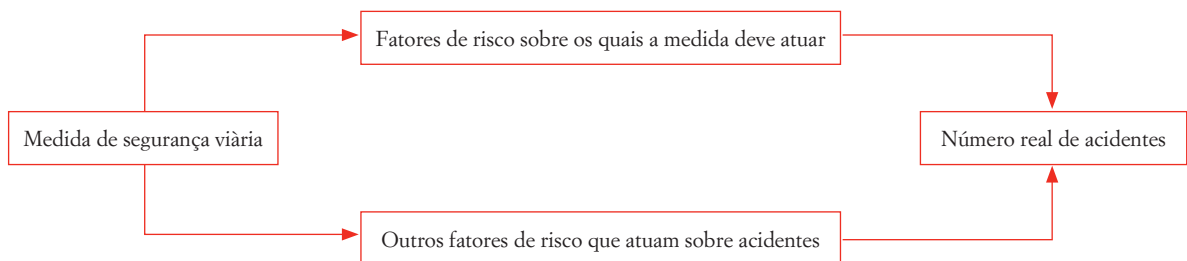 Fatores de risco sobre os quais a medida deve atuar
Medida de segurança viària
Número real de acidentes
Outros fatores de risco que atuam sobre acidentes